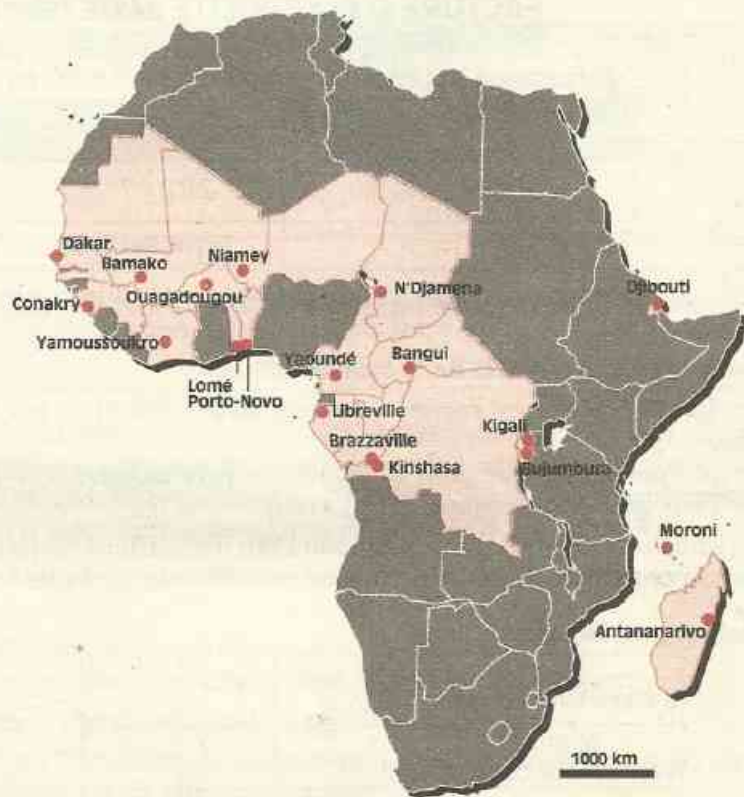 Dakar
Bamako
Niamey
Conakry
Ouagadougou
N'Djamena
Djibouti
Yamoussoukro
Yaoundé
Bangui
Lomé
Porto-Novo
Libreville
Kigali
Brazzaville
Kinshasa
Bujumbura
Moroni
Antananarivo
1000 km